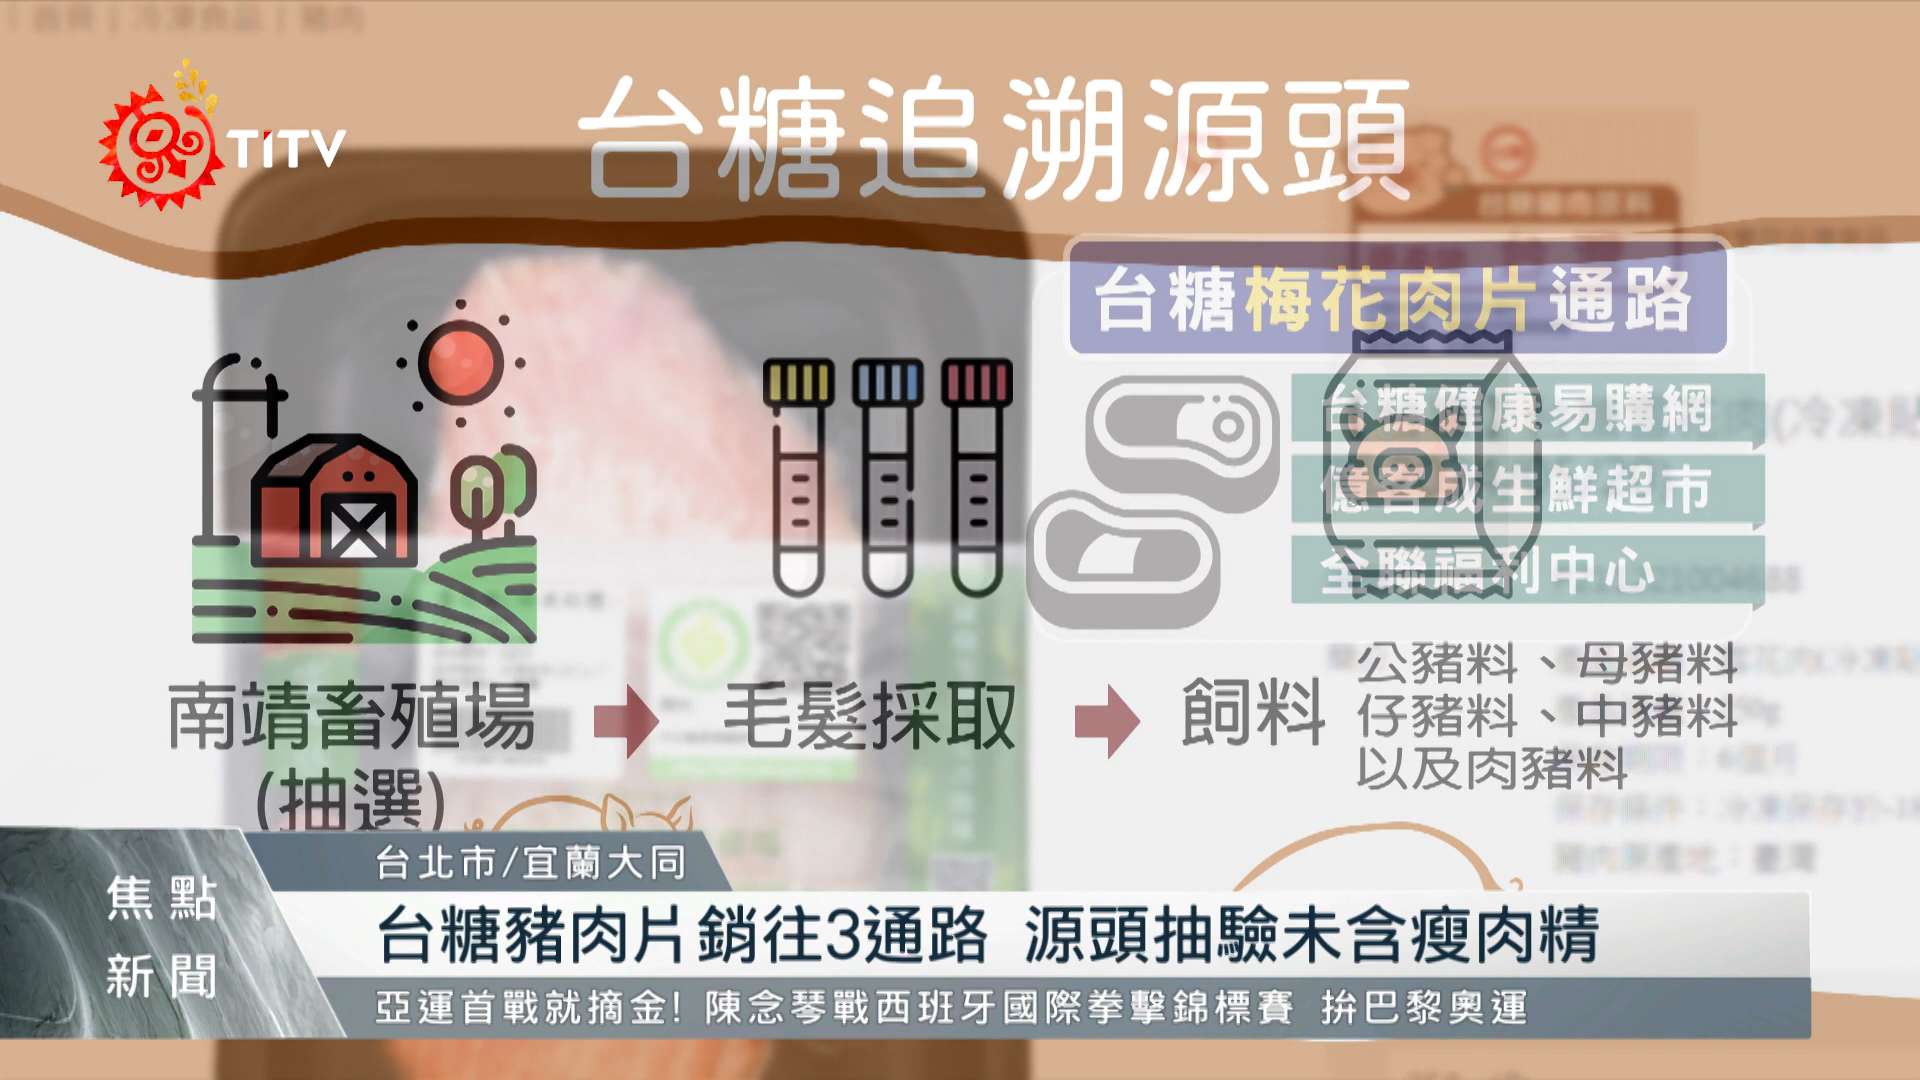 TiTV
台糖追溯源頭
台糖梅花肉片通路
台糖健康易購網
億客成生鮮超市
全聯福利中心
南靖畜殖場
(抽選)
毛髮採取
飼料
公豬料、母豬料
仔豬料、中豬料
以及肉豬料
台北市/宜蘭大同
焦點
新聞
台糖豬肉片銷往3通路 源頭抽驗未含瘦肉精
亞運首戰就摘金! 陳念琴戰西班牙國際拳擊錦標賽 拚巴黎奧運